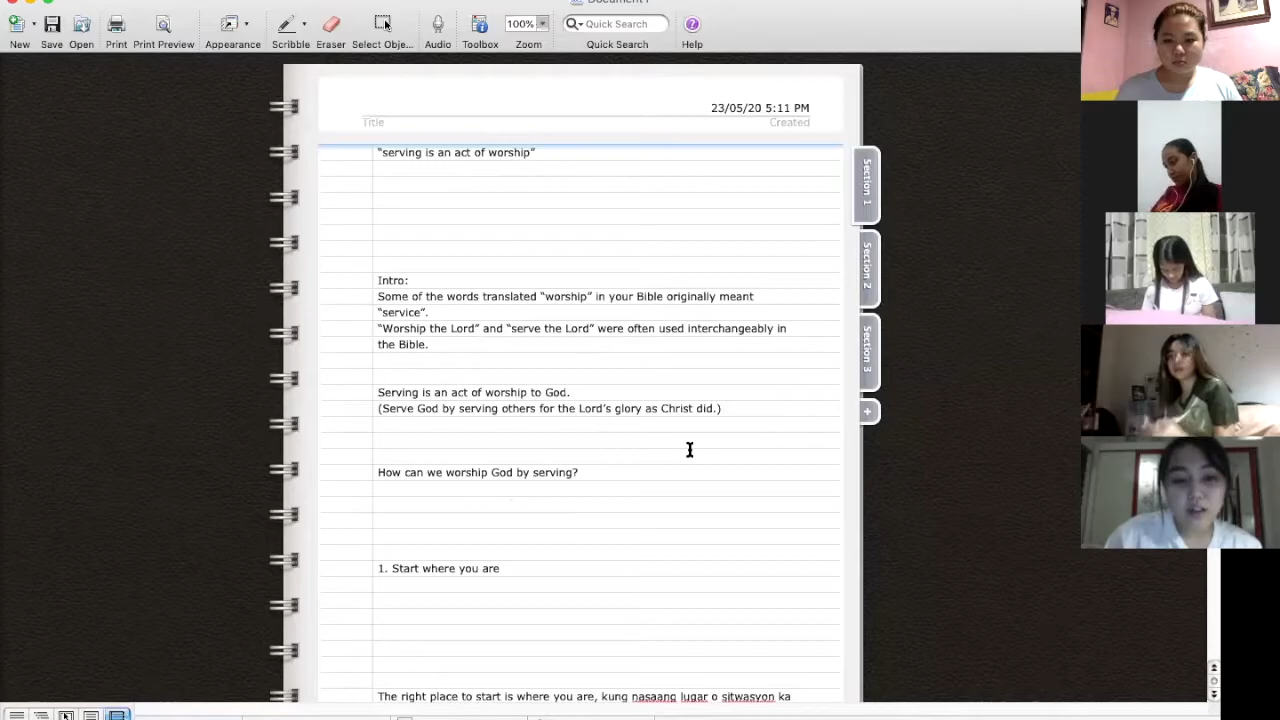 New Save Open Print Print Preview Appearance Scribble Eraser Select Obje... Audio Toolbox 100% Zoom Quick Search Help
Quick Search
23/05/20 5:11 PM
Title Created
"serving is an act of worship"
Intro:
Some of the words translated "worship" in your Bible originally meant
"service".
"Worship the Lord" and "serve the Lord" were often used interchangeably in
the Bible.
Serving is an act of worship to God.
(Serve God by serving others for the Lord's glory as Christ did.)
How can we worship God by serving?
1. Start where you are
The right place to start is where you are, kung nasaang lugar o sitwasyon ka
Section 1
Section 2
Section 3
+